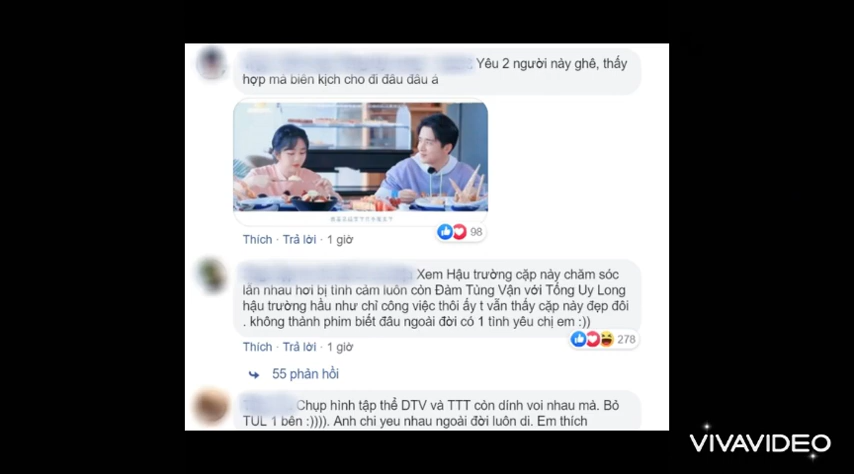 Yêu 2 người này ghê, thấy
hợp mà biên kịch cho đi đâu đâu á
Thích · Trả lời · 1 giờ
98
Xem Hậu trường cặp này chăm sóc
lẫn nhau hơi bị tình cảm luôn còn Đàm Tùng Vận với Tống Uy Long
hậu trường hầu như chỉ công việc thôi ấy t vẫn thấy cặp này đẹp đôi
. không thành phim biết đâu ngoài đời có 1 tình yêu chị em :))
Thích · Trả lời · 1 giờ
278
55 phản hồi
Chụp hình tập thể DTV và TTT còn dính voi nhau mà. Bỏ
TUL 1 bên :)))). Anh chi yeu nhau ngoài đời luôn di. Em thích
VIVAVIDEO